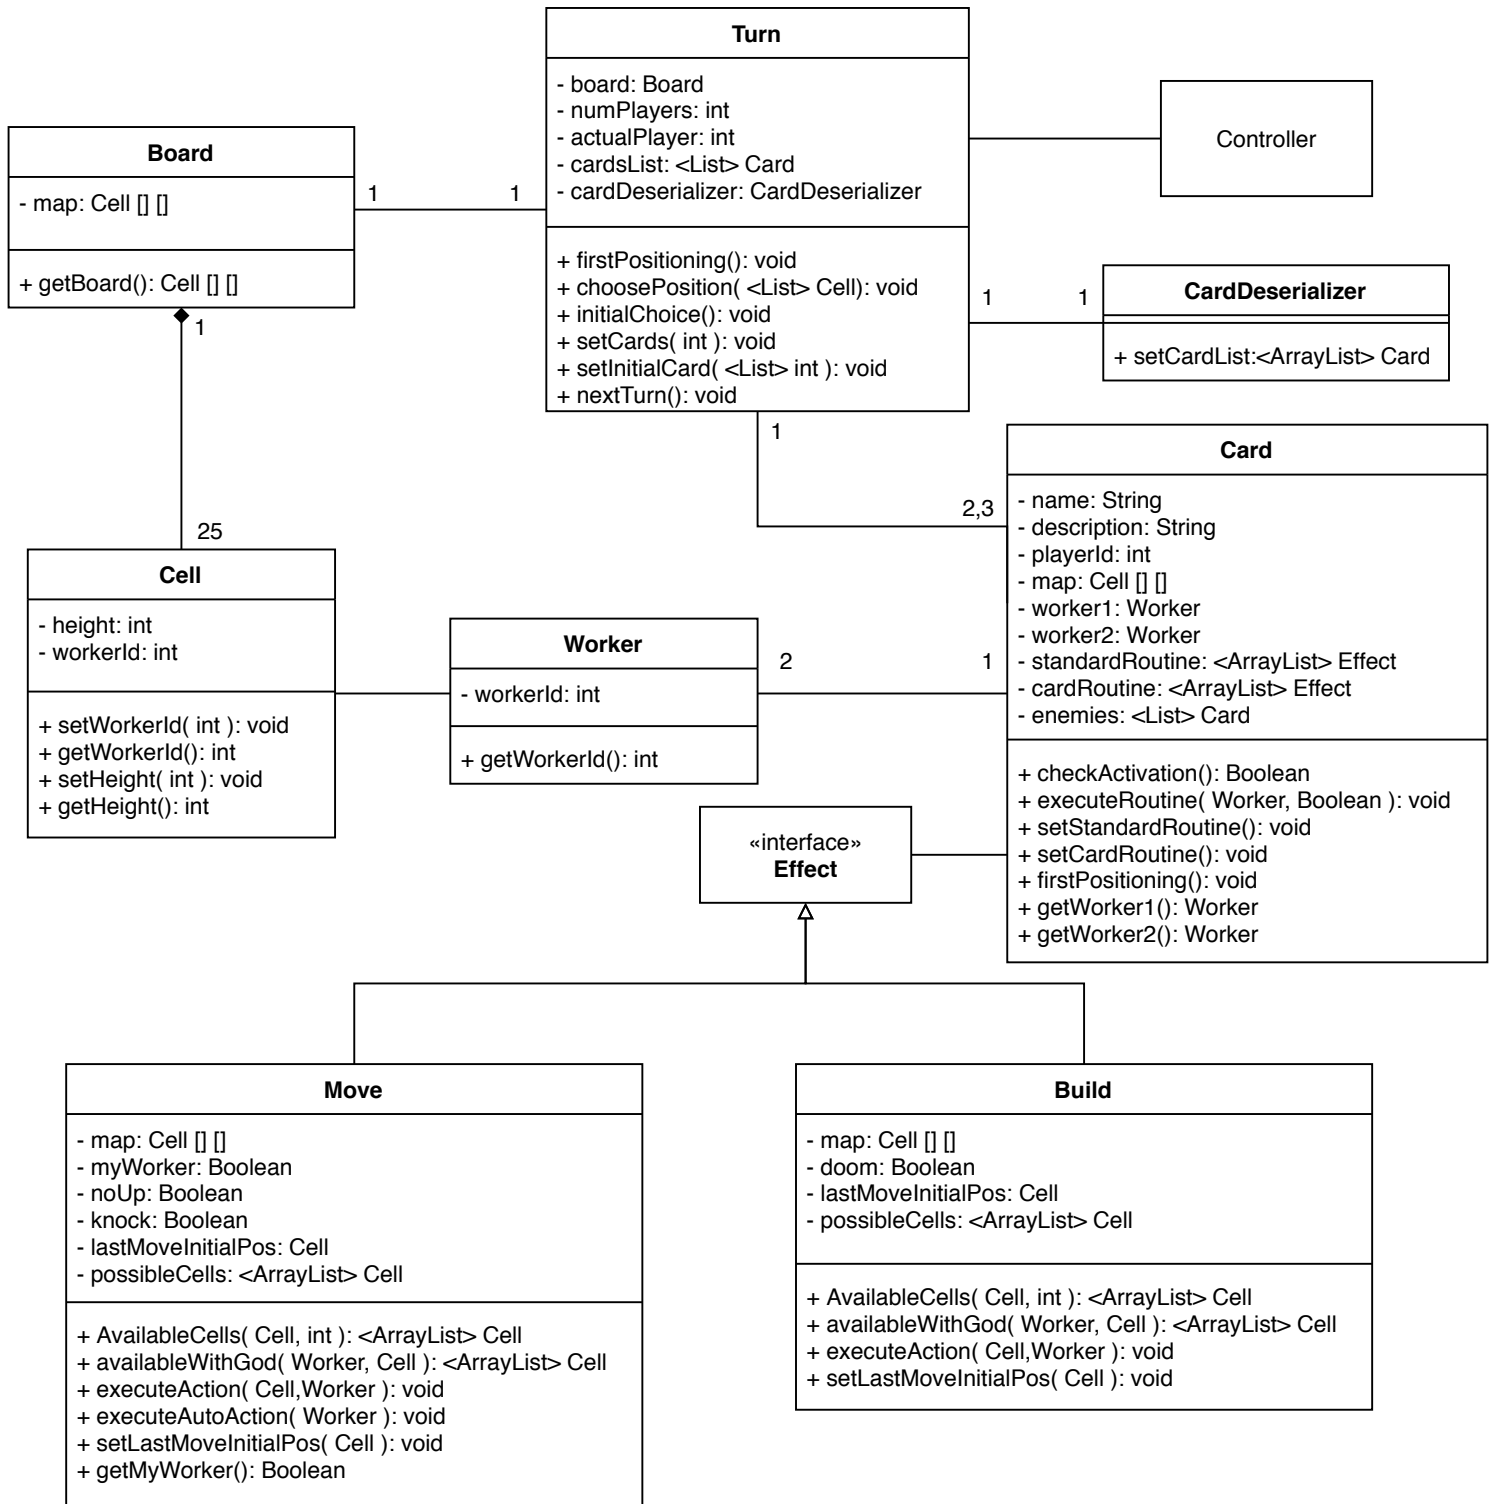 Turn
- board: Board
- numPlayers: int
- actualPlayer: int
- cardsList: <List> Card
- cardDeserializer: CardDeserializer
+ firstPositioning(): void
+ choosePosition( <List> Cell): void
+ initialChoice(): void
+ setCards( int ): void
+ setInitialCard( <List> int ): void
+ nextTurn(): void
Controller
Board
- map: Cell [] []
+ getBoard(): Cell [] []
1
1
1
1
CardDeserializer
+ setCardList:<ArrayList> Card
1
25
1
2,3
Card
- name: String
- description: String
- playerId: int
- map: Cell [] []
- worker1: Worker
- worker2: Worker
- standardRoutine: <ArrayList> Effect
- cardRoutine: <ArrayList> Effect
- enemies: <List> Card
+ checkActivation(): Boolean
+ executeRoutine( Worker, Boolean ): void
+ setStandardRoutine(): void
+ setCardRoutine(): void
+ firstPositioning(): void
+ getWorker1(): Worker
+ getWorker2(): Worker
Cell
- height: int
- workerId: int
+ setWorkerId( int ): void
+ getWorkerId(): int
+ setHeight( int ): void
+ getHeight(): int
Worker
- workerId: int
+ getWorkerId(): int
2
1
«interface»
Effect
Move
- map: Cell [] []
- myWorker: Boolean
- noUp: Boolean
- knock: Boolean
- lastMoveInitialPos: Cell
- possibleCells: <ArrayList> Cell
+ AvailableCells( Cell, int ): <ArrayList> Cell
+ availableWithGod( Worker, Cell ): <ArrayList> Cell
+ executeAction( Cell,Worker ): void
+ executeAutoAction( Worker ): void
+ setLastMoveInitialPos( Cell ): void
+ getMyWorker(): Boolean
Build
- map: Cell [] []
- doom: Boolean
- lastMoveInitialPos: Cell
- possibleCells: <ArrayList> Cell
+ AvailableCells( Cell, int ): <ArrayList> Cell
+ availableWithGod( Worker, Cell ): <ArrayList> Cell
+ executeAction( Cell,Worker ): void
+ setLastMoveInitialPos( Cell ): void